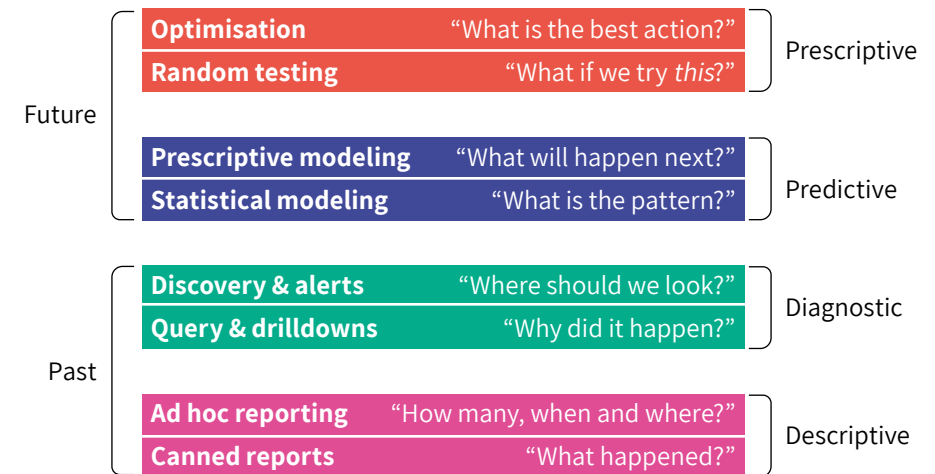 Optimisation "What is the best action?"
Random testing "What if we try this?"
Prescriptive
Future
Prescriptive modeling "What will happen next?"
Statistical modeling "What is the pattern?"
Predictive
Discovery & alerts "Where should we look?"
Query & drilldowns "Why did it happen?"
Diagnostic
Past
Ad hoc reporting "How many, when and where?"
Canned reports "What happened?"
Descriptive